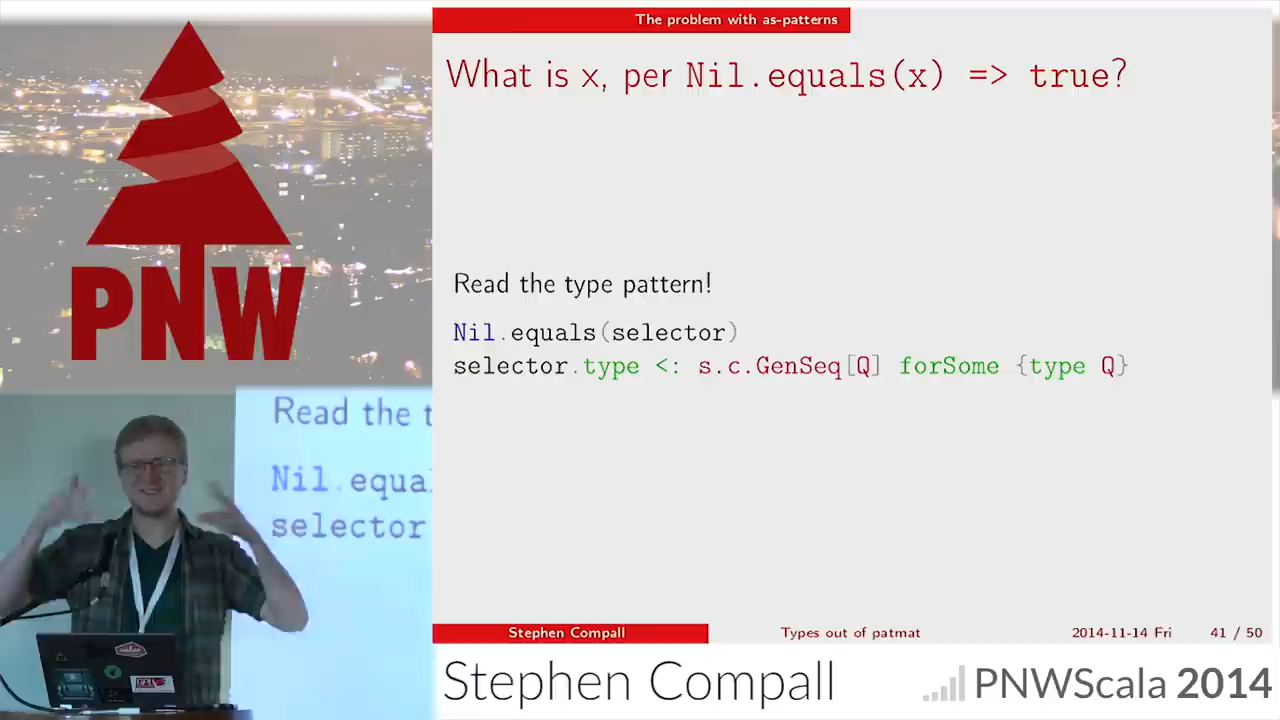 The problem with as-patterns
What is x, per Nil.equals(x) => true?
PNW
Read the type pattern!
Nil.equals(selector)
selector.type <: s.c.GenSeq[Q] forSome {type Q}
Read the t
Nil.equa
selector
Stephen Compall
Types out of patmat
2014-11-14 Fri
41 / 50
Stephen Compall
PNWScala 2014